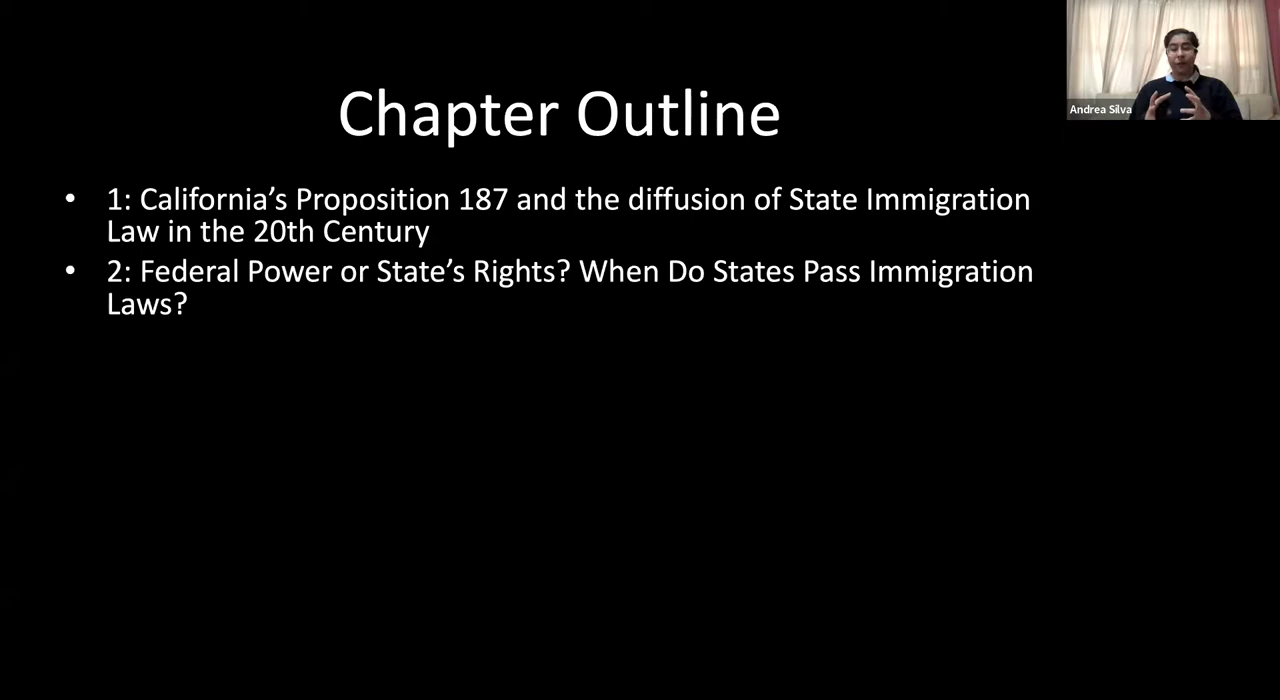 Chapter Outline
Andrea Silva
• 1: California’s Proposition 187 and the diffusion of State Immigration
Law in the 20th Century
• 2: Federal Power or State’s Rights? When Do States Pass Immigration
Laws?